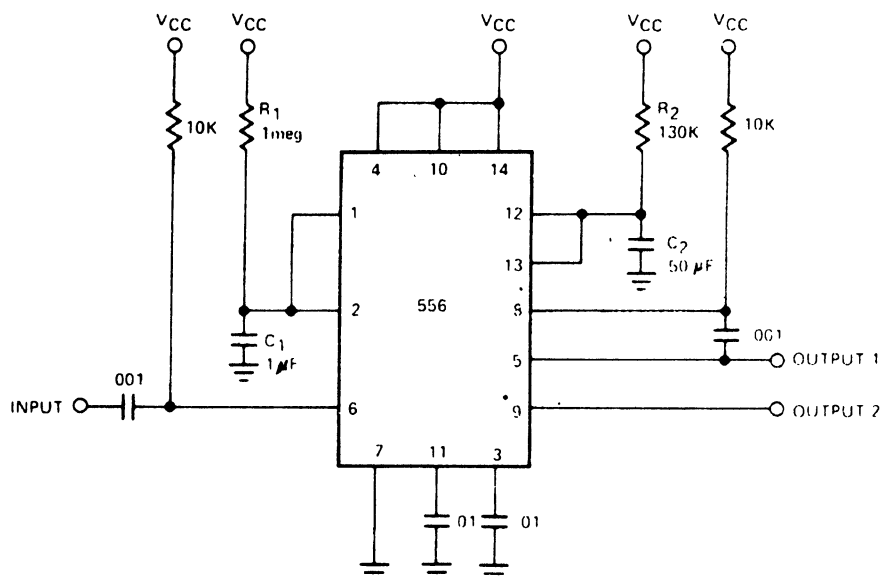 VCC VCC VCC VCC VCC
10K
R1
1meg
R2
130K
10K
4 10 14
1
12
13
C2
50 µF
2
556
8
C1
1 µF
001
5
OUTPUT 1
001
INPUT
6
9
OUTPUT 2
7 11 3
01 01